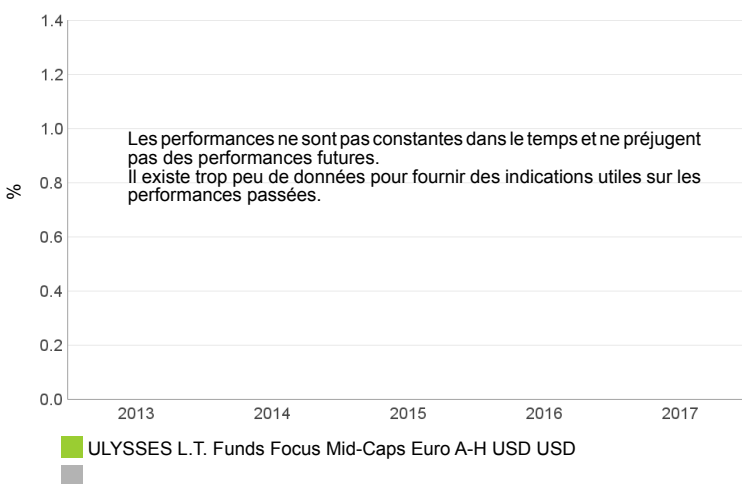 1.4
1.2
1.0
Les performances ne sont pas constantes dans le temps et ne préjugent
pas des performances futures.
Il existe trop peu de données pour fournir des indications utiles sur les
performances passées.
0.8
%
0.6
0.4
0.2
0.0
2013 2014 2015 2016 2017
ULYSSES L.T. Funds Focus Mid-Caps Euro A-H USD USD